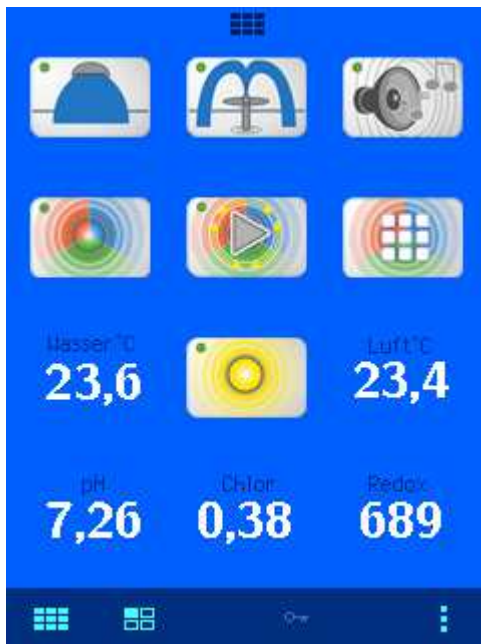 Wasser°C
23,6
Luft°C
23,4
pH
7,26
Chlor
0,38
Redox
689